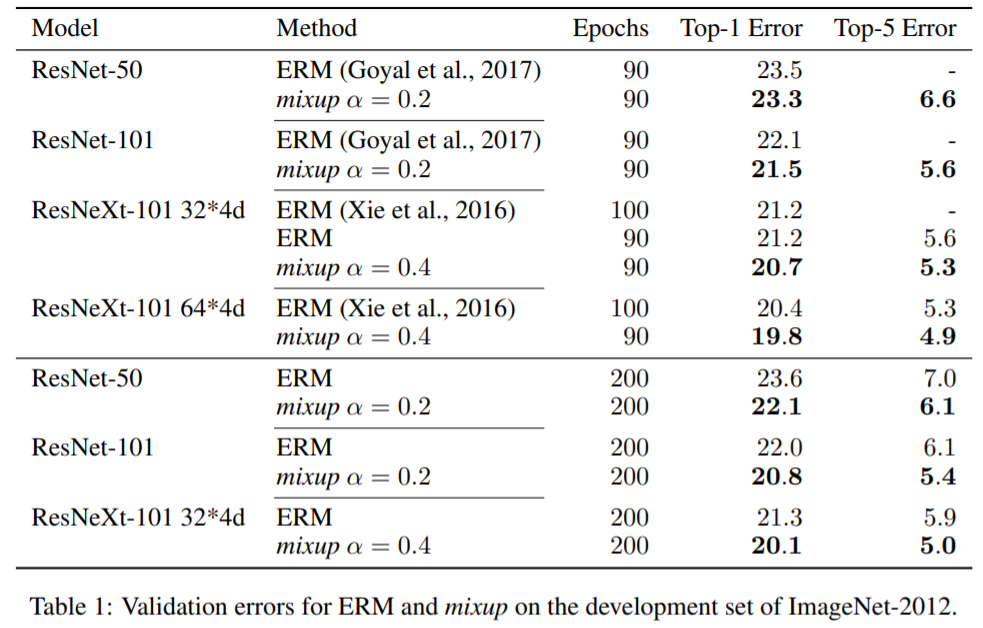 Model Method Epochs Top-1 Error Top-5 Error
ResNet-50 ERM (Goyal et al., 2017) 90 23.5 -
mixup α = 0.2 90 23.3 6.6
ResNet-101 ERM (Goyal et al., 2017) 90 22.1 -
mixup α = 0.2 90 21.5 5.6
ResNeXt-101 32*4d ERM (Xie et al., 2016) 100 21.2 -
ERM 90 21.2 5.6
mixup α = 0.4 90 20.7 5.3
ResNeXt-101 64*4d ERM (Xie et al., 2016) 100 20.4 5.3
mixup α = 0.4 90 19.8 4.9
ResNet-50 ERM 200 23.6 7.0
mixup α = 0.2 200 22.1 6.1
ResNet-101 ERM 200 22.0 6.1
mixup α = 0.2 200 20.8 5.4
ResNeXt-101 32*4d ERM 200 21.3 5.9
mixup α = 0.4 200 20.1 5.0
Table 1: Validation errors for ERM and mixup on the development set of ImageNet-2012.